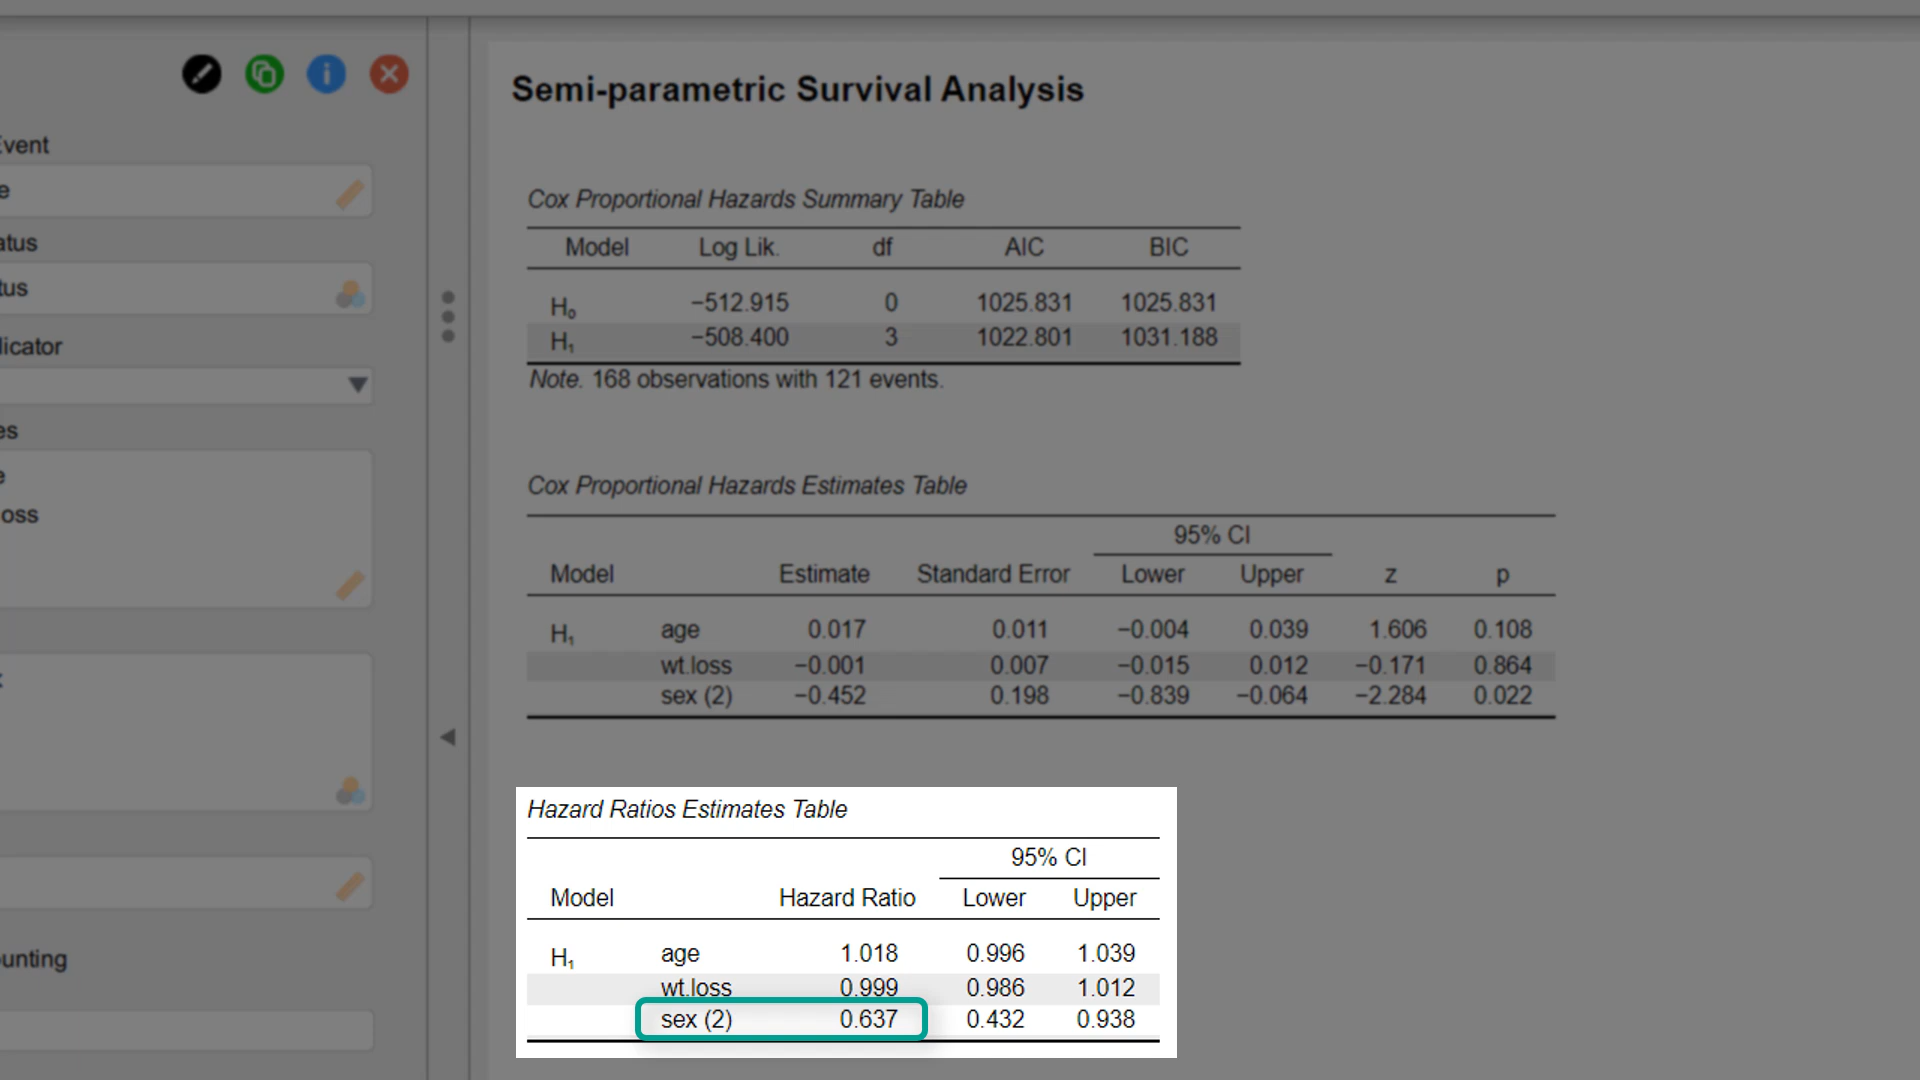 Event
e
atus
tus
dicator
es
e
oss
unting
Semi-parametric Survival Analysis
Cox Proportional Hazards Summary Table
Model Log Lik. df AIC BIC
H₀ −512.915 0 1025.831 1025.831
H₁ −508.400 3 1022.801 1031.188
Note. 168 observations with 121 events.
Cox Proportional Hazards Estimates Table
95% CI
Model Estimate Standard Error Lower Upper z p
H₁ age 0.017 0.011 −0.004 0.039 1.606 0.108
wt.loss −0.001 0.007 −0.015 0.012 −0.171 0.864
sex (2) −0.452 0.198 −0.839 −0.064 −2.284 0.022
Hazard Ratios Estimates Table
95% CI
Model Hazard Ratio Lower Upper
H₁ age 1.018 0.996 1.039
wt.loss 0.999 0.986 1.012
sex (2) 0.637 0.432 0.938